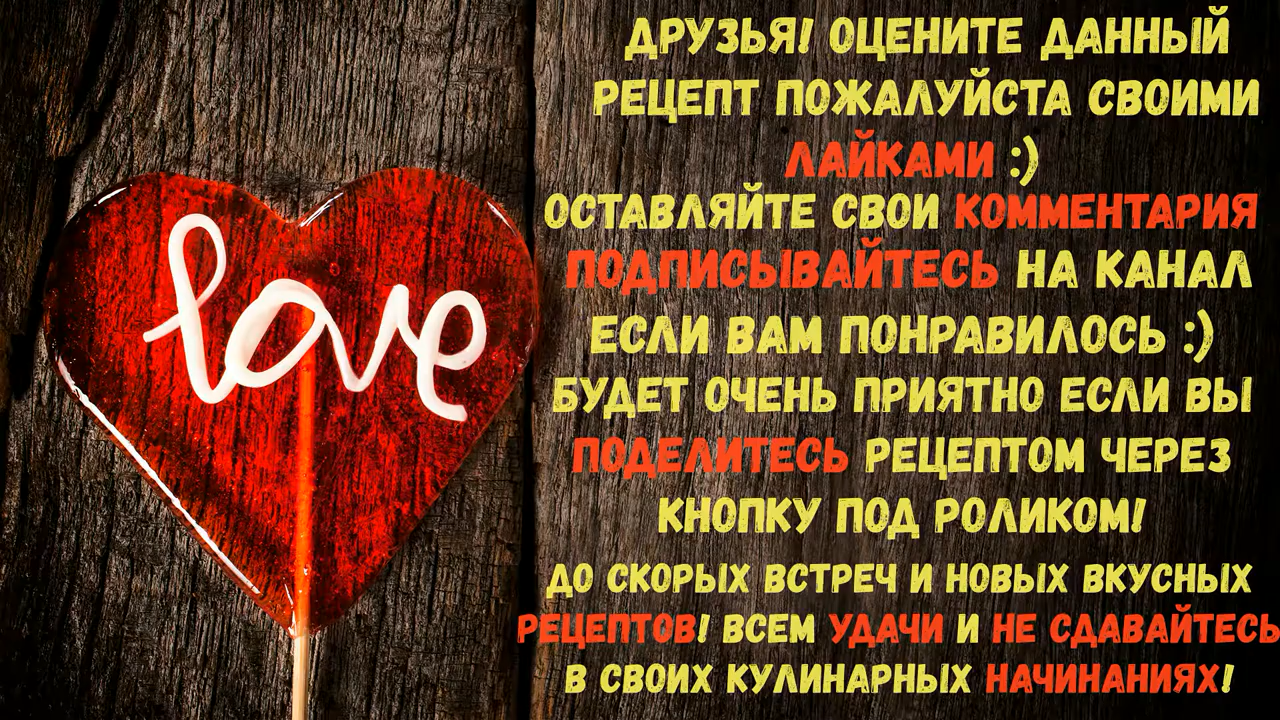 love
ДРУЗЬЯ! ОЦЕНИТЕ ДАННЫЙ
РЕЦЕПТ ПОЖАЛУЙСТА СВОИМИ
ЛАЙКАМИ :)
ОСТАВЛЯЙТЕ СВОИ КОММЕНТАРИЯ
ПОДПИСЫВАЙТЕСЬ НА КАНАЛ
ЕСЛИ ВАМ ПОНРАВИЛОСЬ :)
БУДЕТ ОЧЕНЬ ПРИЯТНО ЕСЛИ ВЫ
ПОДЕЛИТЕСЬ РЕЦЕПТОМ ЧЕРЕЗ
КНОПКУ ПОД РОЛИКОМ!
ДО СКОРЫХ ВСТРЕЧ И НОВЫХ ВКУСНЫХ
РЕЦЕПТОВ! ВСЕМ УДАЧИ И НЕ СДАВАЙТЕСЬ
В СВОИХ КУЛИНАРНЫХ НАЧИНАНИЯХ!